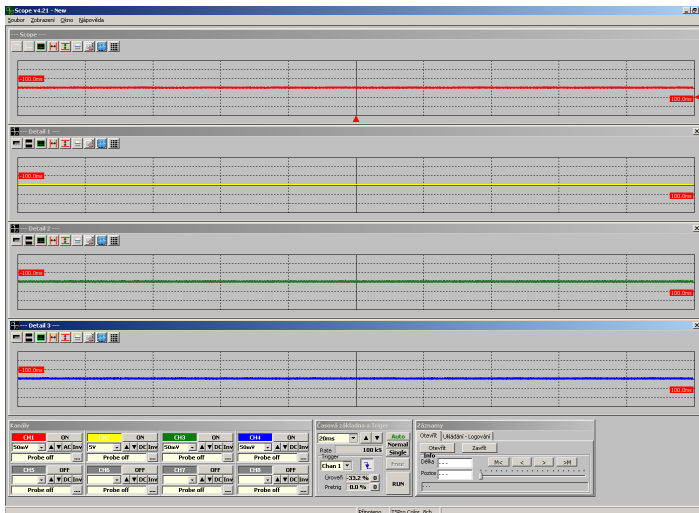 Scope v4.21 - New
Soubor Zobrazení Okno Nápověda
--- Scope ---
-100.0ms
100.0ms
--- Detail 1 ---
-100.0ms
100.0ms
--- Detail 2 ---
-100.0ms
100.0ms
--- Detail 3 ---
-100.0ms
100.0ms
Kanály
CH1 ON CH3 ON CH4 ON
ON
50mV AC Inv 5V DC Inv 50mV DC Inv 50mV DC Inv
Probe off ... Probe off ... Probe off ... Probe off ...
CH5 OFF CH6 OFF CH7 OFF CH8 OFF
DC Inv DC Inv DC Inv DC Inv
Probe off ... Probe off ... Probe off ... Probe off ...
Časová základna a Trigger
20ms Auto
Normal
Rate 100 kS Single
Trigger
Chan 1 Free
Úroveň -33.2 % 0
Pretrig 0.0 % 0
RUN
Záznamy
Otevřít Ukládání - Logování
Otevřít Zavřít
Info
Délka - - - M< < > >M
Pozice - - -
- - -
Připojeno